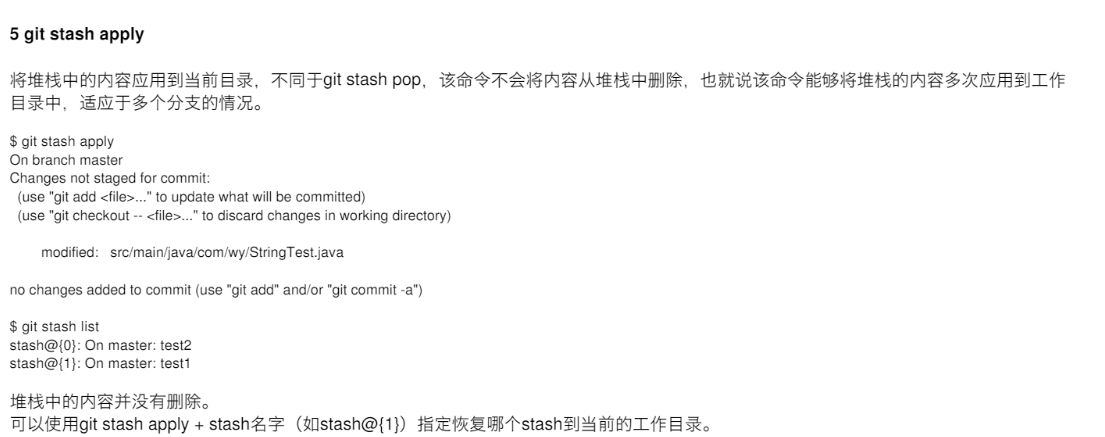 5 git stash apply
将堆栈中的内容应用到当前目录，不同于git stash pop，该命令不会将内容从堆栈中删除，也就说该命令能够将堆栈的内容多次应用到工作
目录中，适应于多个分支的情况。
$ git stash apply
On branch master
Changes not staged for commit:
(use "git add <file>..." to update what will be committed)
(use "git checkout -- <file>..." to discard changes in working directory)
modified: src/main/java/com/wy/StringTest.java
no changes added to commit (use "git add" and/or "git commit -a")
$ git stash list
stash@{0}: On master: test2
stash@{1}: On master: test1
堆栈中的内容并没有删除。
可以使用git stash apply + stash名字（如stash@{1}）指定恢复哪个stash到当前的工作目录。